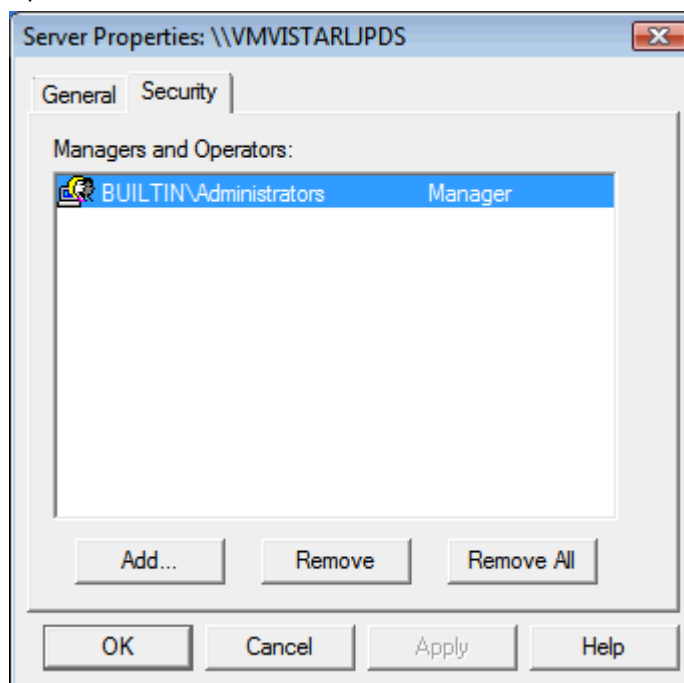 Server Properties: \\VMVISTARLJPDS
General Security
Managers and Operators:
BUILTIN\Administrators Manager
Add... Remove Remove All
OK Cancel Apply Help